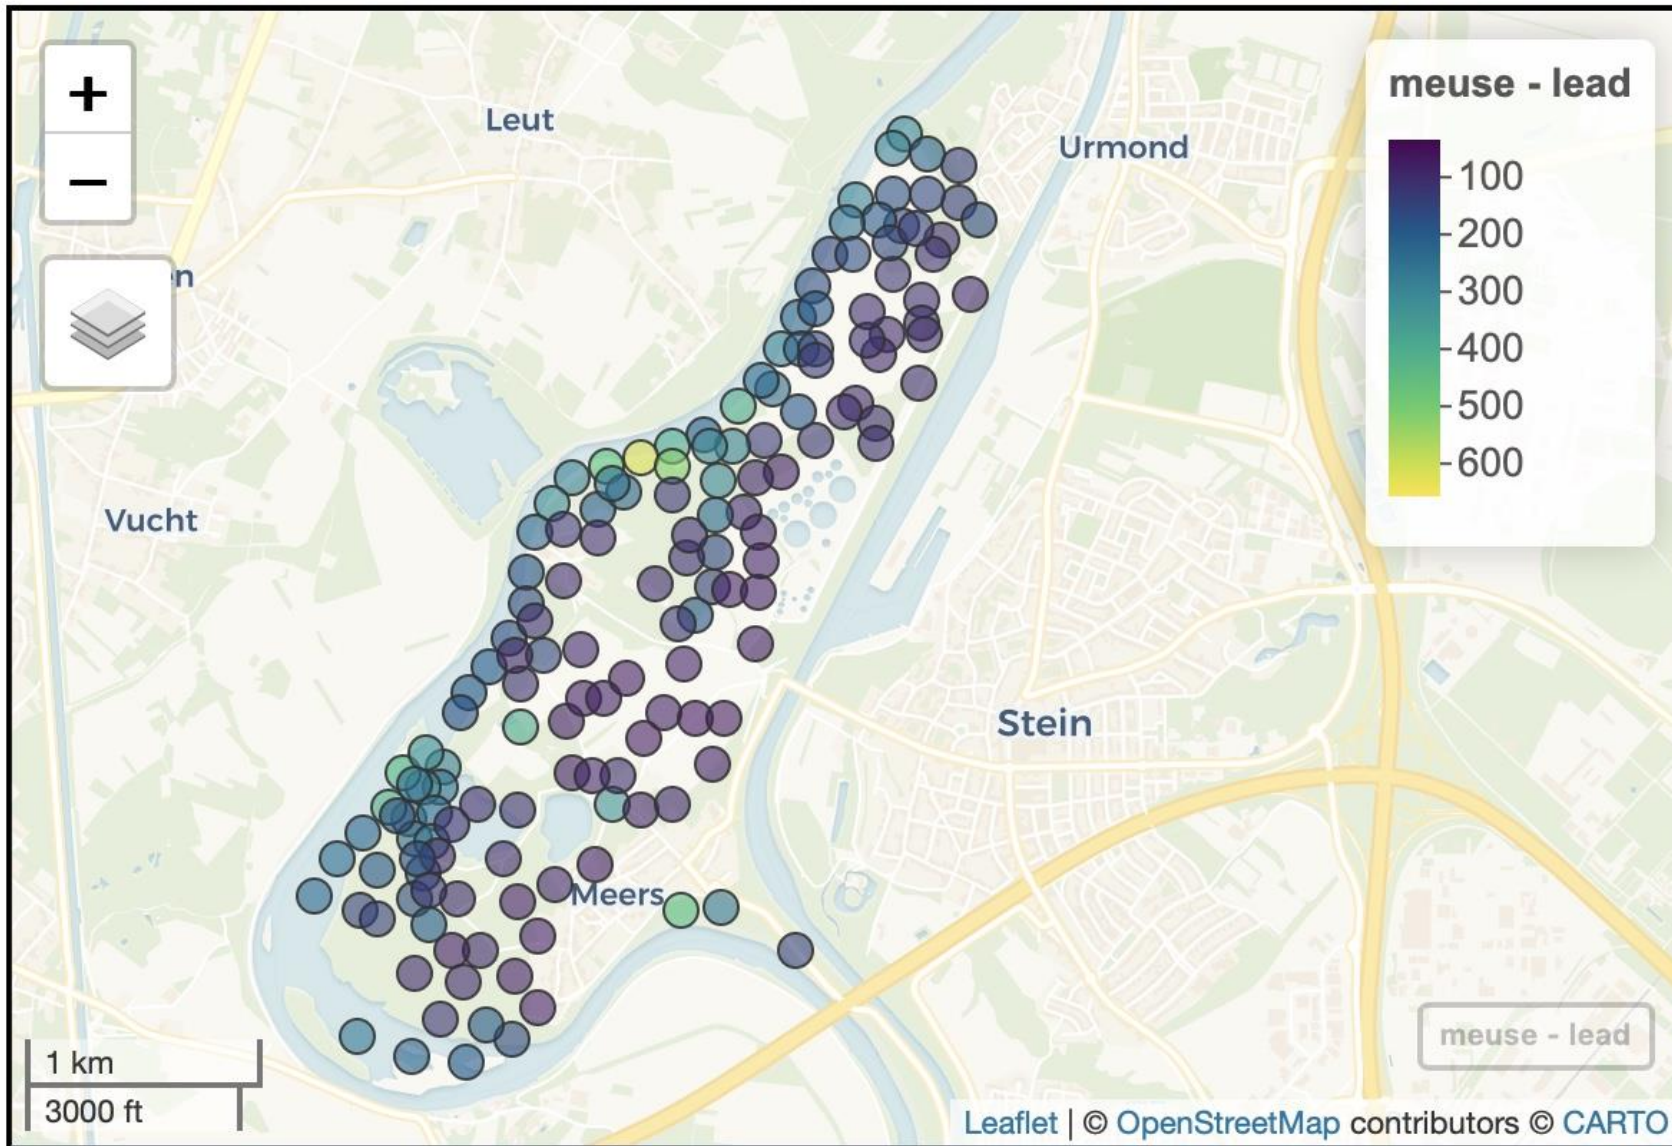 +
−
Leut
Urmond
en
Vucht
Stein
Meers
meuse - lead
100
200
300
400
500
600
meuse - lead
1 km
3000 ft
Leaflet | © OpenStreetMap contributors © CARTO